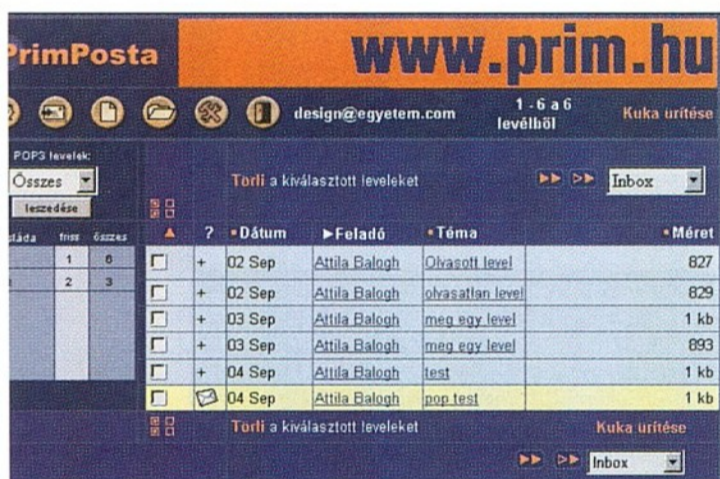 PrimPosta
www.prim.hu
design@egyetem.com
1 - 6 a 6
levélből
Kuka urítése
POP3 levelek:
Összes
leszedése
Törli a kiválasztott leveleket
Inbox
friss összes
? Dátum Feladó Téma Méret
1 6
2 3
+ 02 Sep Attila Balogh Olvasott level 827
+ 02 Sep Attila Balogh olvasatlan level 829
+ 03 Sep Attila Balogh meg egy level 1 kb
+ 03 Sep Attila Balogh meg egy level 893
+ 04 Sep Attila Balogh test 1 kb
04 Sep Attila Balogh pop test 1 kb
Törli a kiválasztott leveleket
Kuka urítése
Inbox